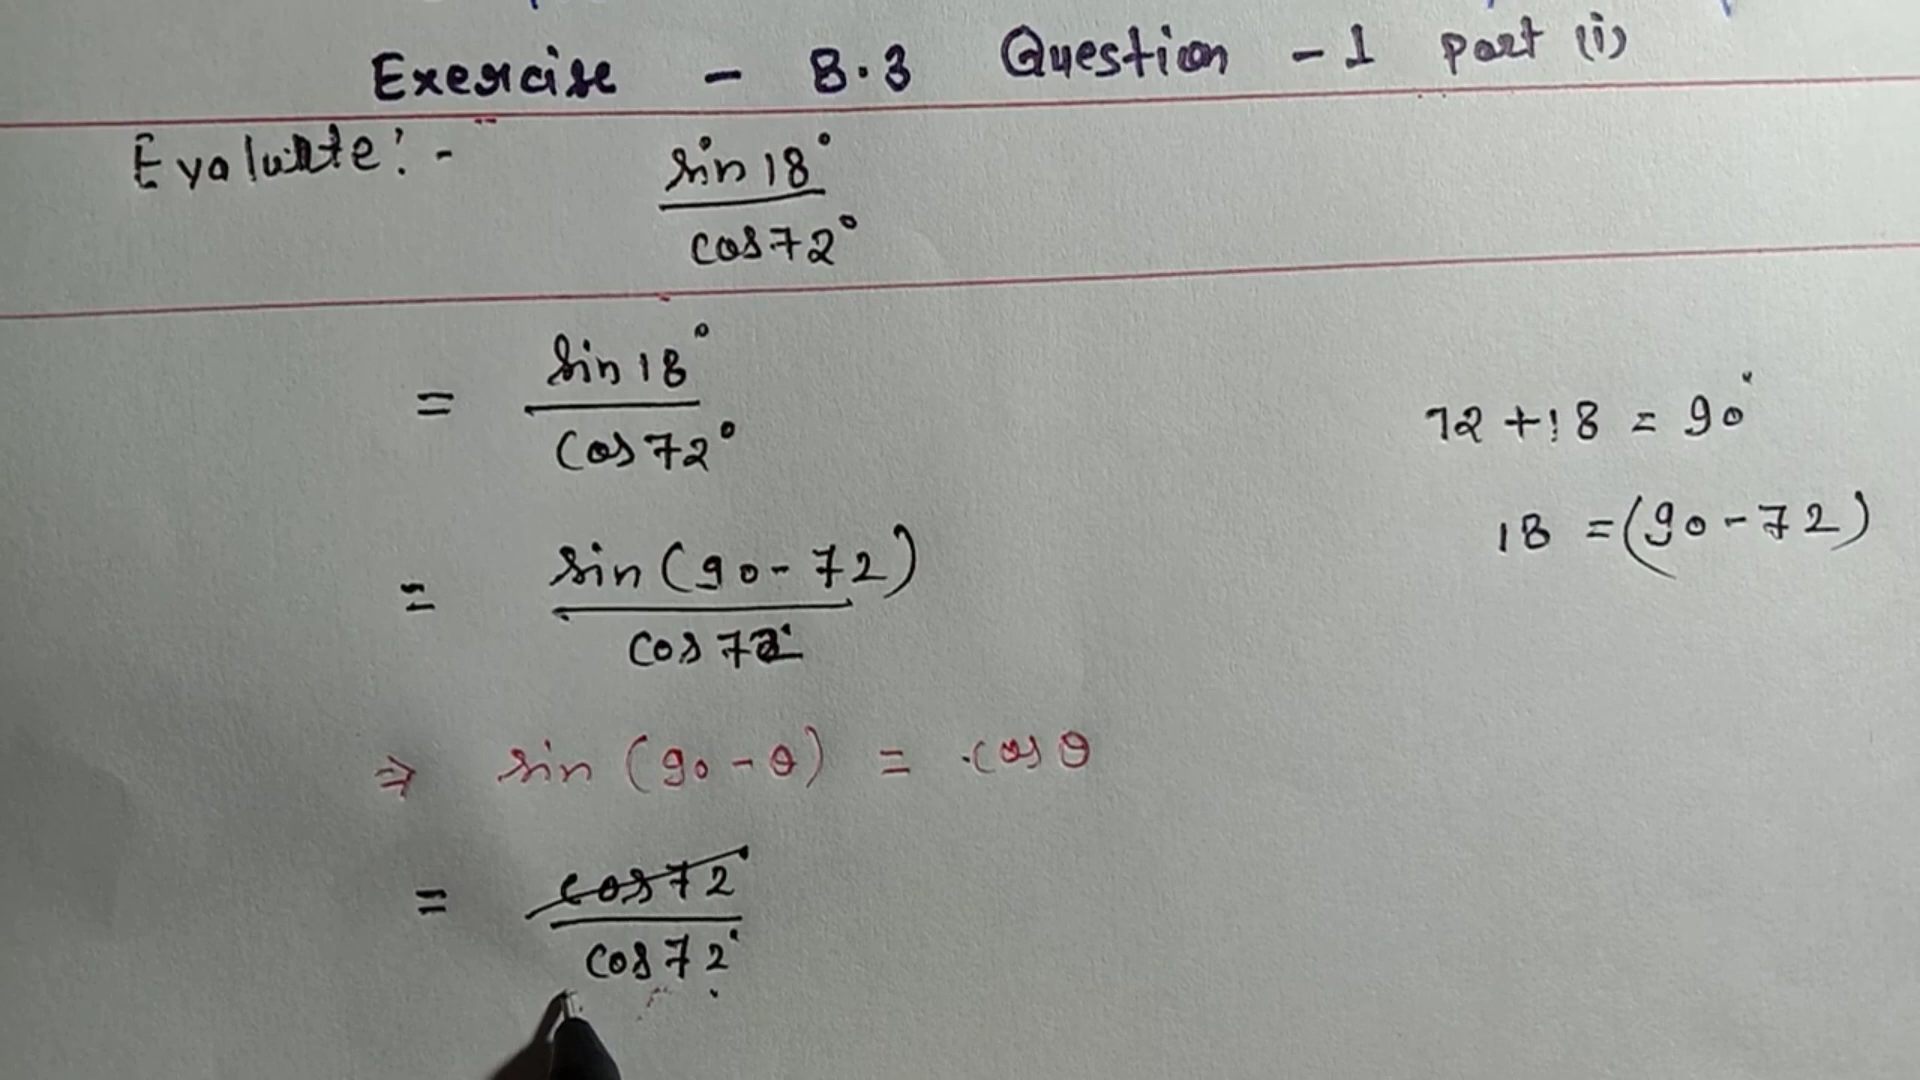 Exercise - 8.3 Question - 1 part (i)
Evaluate:- sin 18° / cos 72°
= sin 18° / cos 72°
72 + 18 = 90°
18 = (90 - 72)
= sin (90 - 72) / cos 72°
⇒ sin (90 - θ) = cos θ
= cos 72° / cos 72°